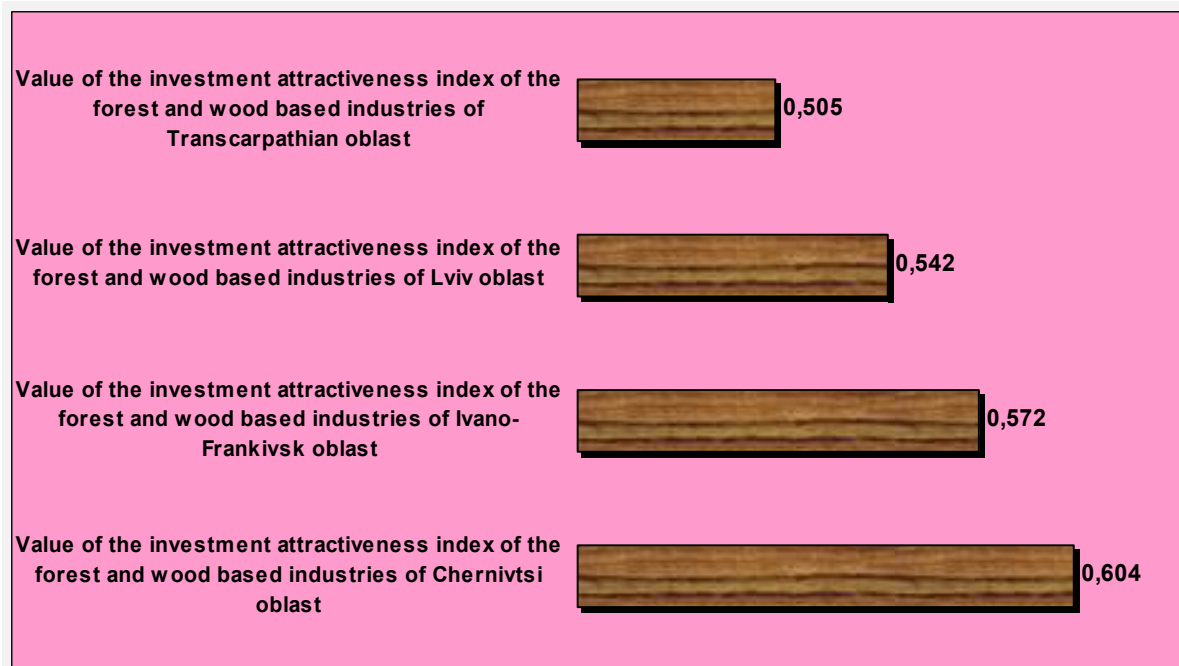 Value of the investment attractiveness index of the
forest and wood based industries of
Transcarpathian oblast
0,505
Value of the investment attractiveness index of the
forest and wood based industries of Lviv oblast
0,542
Value of the investment attractiveness index of the
forest and wood based industries of Ivano-
Frankivsk oblast
0,572
Value of the investment attractiveness index of the
forest and wood based industries of Chernivtsi
oblast
0,604